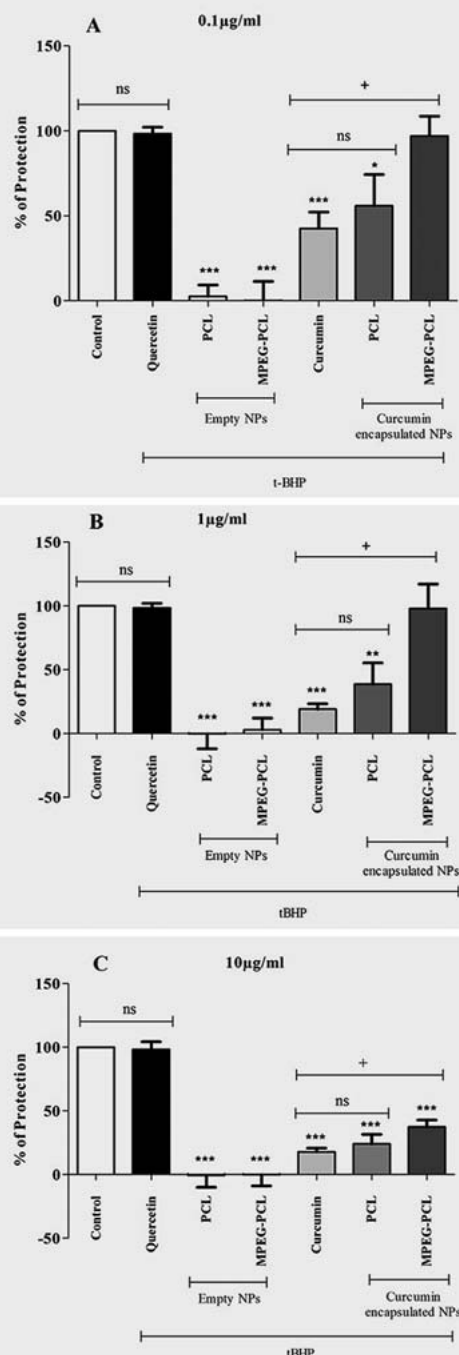 A
0.1µg/ml
% of Protection
150
100
50
0
ns
***
***
***
ns
*
+
Control
Quercetin
PCL
MPEG-PCL
Curcumin
PCL
MPEG-PCL
Empty NPs
Curcumin
encapsulated NPs
t-BHP
B
1µg/ml
% of Protection
150
100
50
0
-50
ns
***
***
***
ns
**
+
Control
Quercetin
PCL
MPEG-PCL
Curcumin
PCL
MPEG-PCL
Empty NPs
Curcumin
encapsulated NPs
tBHP
C
10µg/ml
% of Protection
150
100
50
0
-50
ns
***
***
***
ns
***
***
+
Control
Quercetin
PCL
MPEG-PCL
Curcumin
PCL
MPEG-PCL
Empty NPs
Curcumin
encapsulated NPs
tBHP